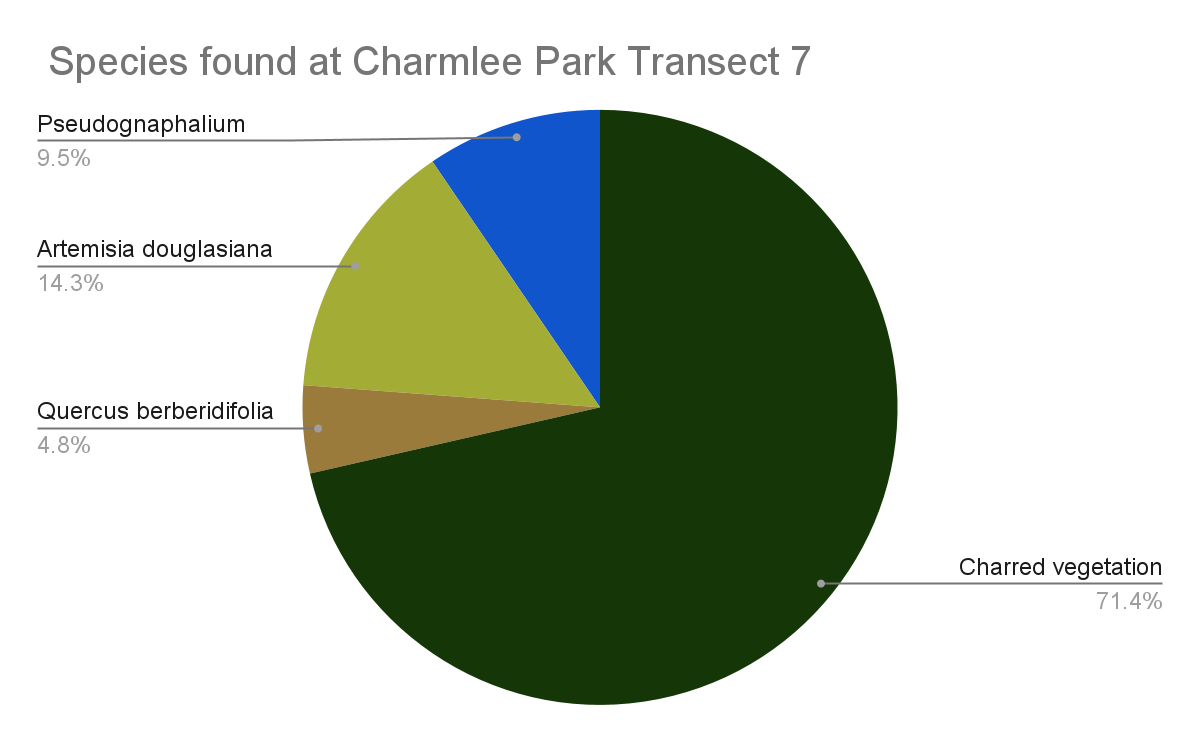 Species found at Charmlee Park Transect 7
Pseudognaphalium
9.5%
Artemisia douglasiana
14.3%
Quercus berberidifolia
4.8%
Charred vegetation
71.4%